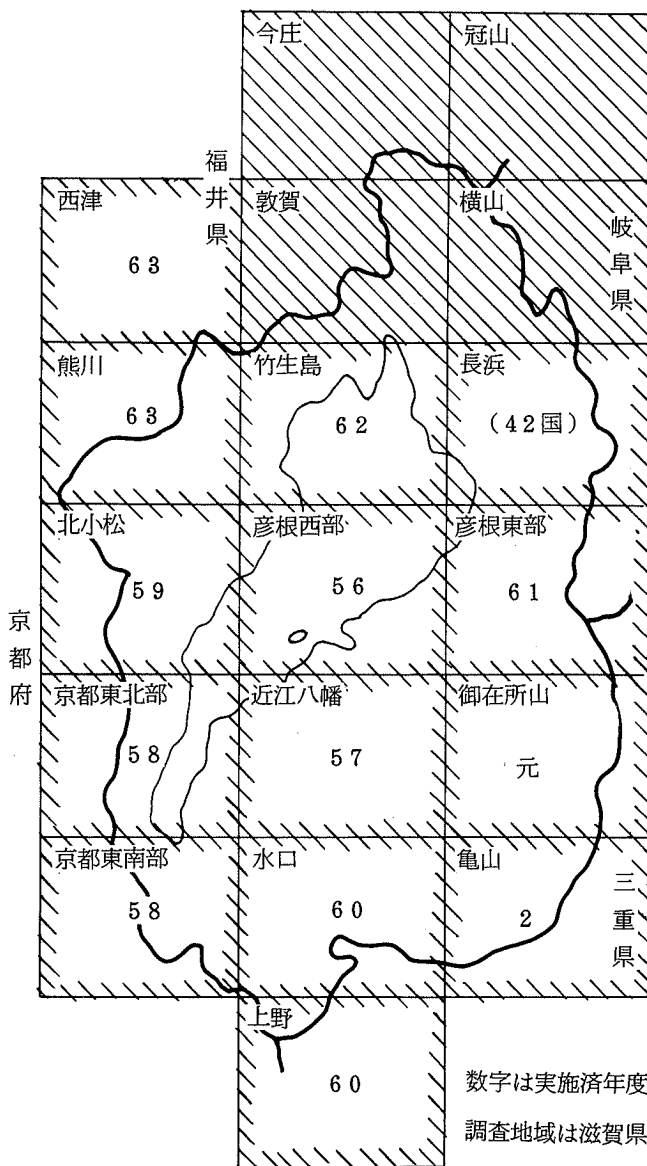 今庄
冠山
福井県
西津
63
敦賀
横山
岐阜県
熊川
63
竹生島
62
長浜
(42国)
北小松
59
彦根西部
56
彦根東部
61
京都府
京都東北部
58
近江八幡
57
御在所山
元
京都東南部
58
水口
60
亀山
2
三重県
上野
60
数字は実施済年度
調査地域は滋賀県